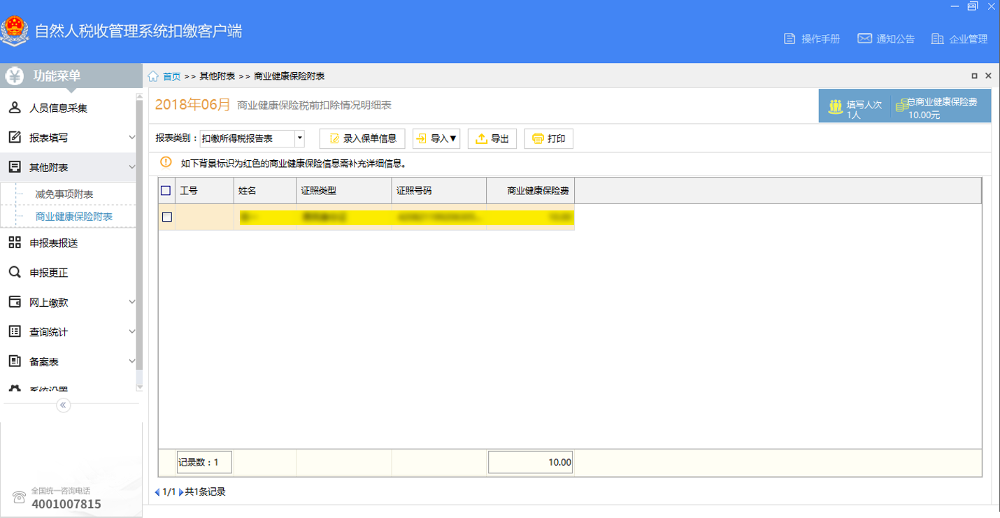 自然人税收管理系统扣缴客户端
操作手册 通知公告 企业管理
功能菜单
人员信息采集
报表填写
其他附表
减免事项附表
商业健康保险附表
申报表报送
申报更正
网上缴款
查询统计
备案表
系统设置
全国统一咨询电话
4001007815
首页 >> 其他附表 >> 商业健康保险附表
2018年06月 商业健康保险税前扣除情况明细表
填写人次
1人
总商业健康保险费
10.00元
报表类别： 扣缴所得税报告表 录入保单信息 导入▼ 导出 打印
如下背景标识为红色的商业健康保险信息需补充详细信息。
工号 姓名 证照类型 证照号码 商业健康保险费
记录数：1 10.00
1/1 共1条记录